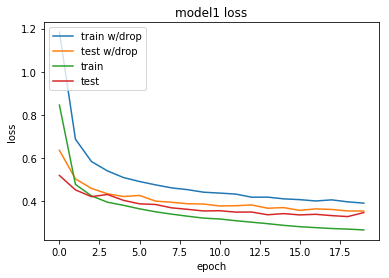 model1 loss
1.2
1.0
0.8
0.6
0.4
loss
train w/drop
test w/drop
train
test
0.0 2.5 5.0 7.5 10.0 12.5 15.0 17.5
epoch